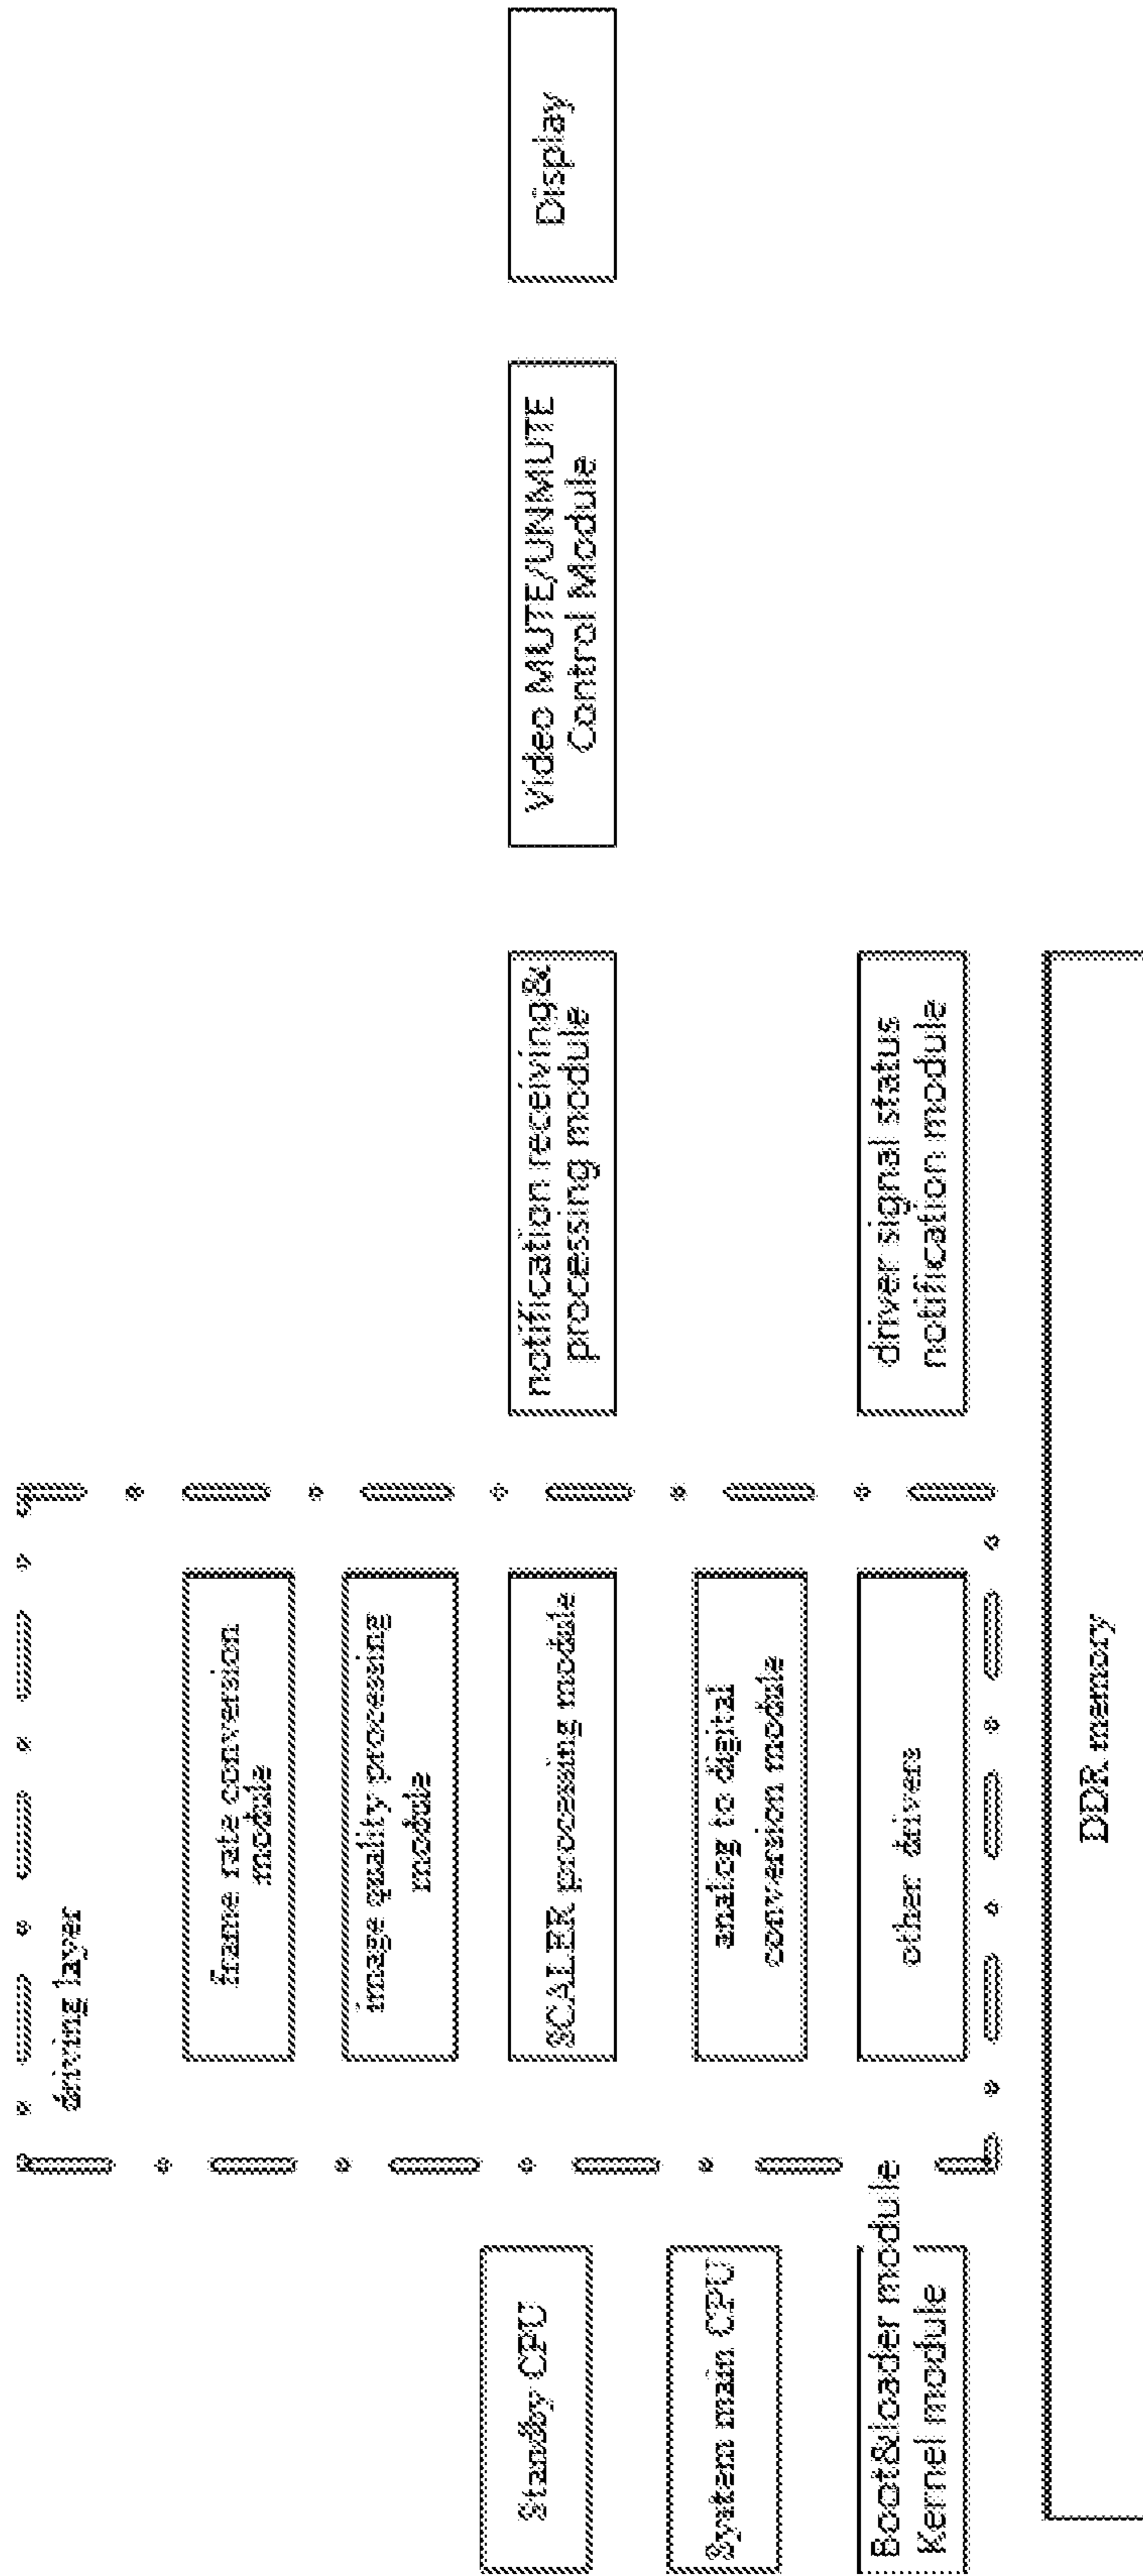 driving layer
frame rate conversion
module
image quality processing
module
Standby CPU
SCALER processing module
notification receiving&
processing module
Video MUTE/UNMUTE
Control Module
Display
System main CPU
analog to digital
conversion module
Boot&loader module
Kernel module
other drivers
driver signal status
notification module
DDR memory